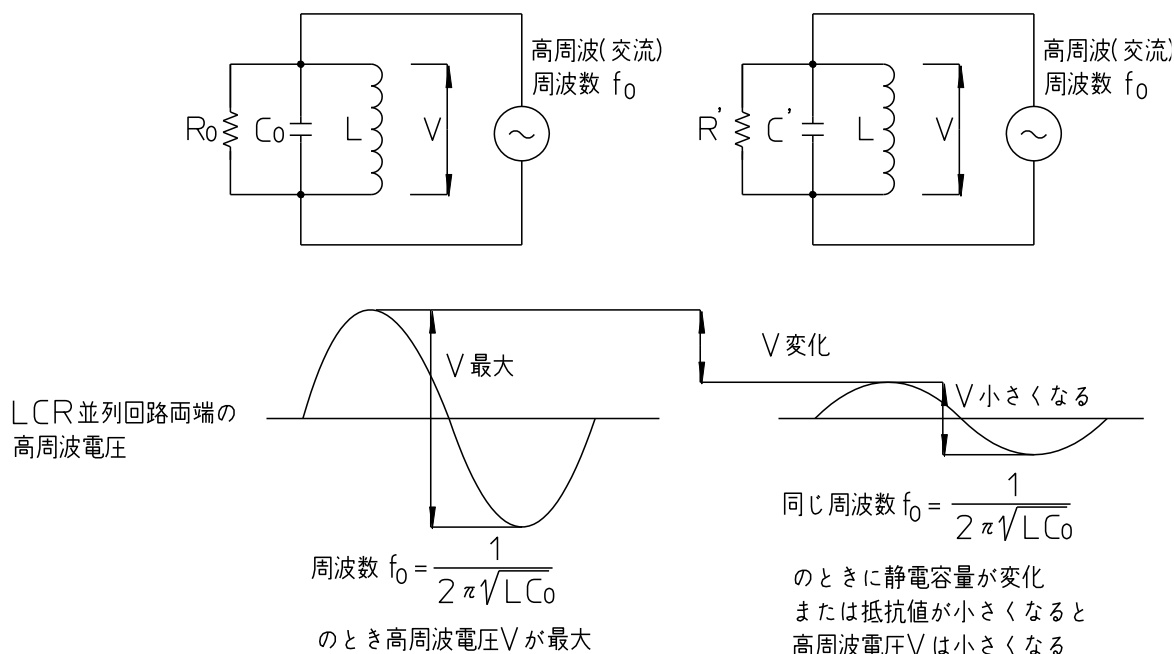 高周波(交流)
周波数 f0
R0
C0
L
V
高周波(交流)
周波数 f0
R'
C'
L
V
V 最大
V 変化
V 小さくなる
LCR並列回路両端の
高周波電圧
周波数 f0 = 1 / 2π√LC0
のとき高周波電圧Vが最大
同じ周波数 f0 = 1 / 2π√LC0
のときに静電容量が変化
または抵抗値が小さくなると
高周波電圧Vは小さくなる